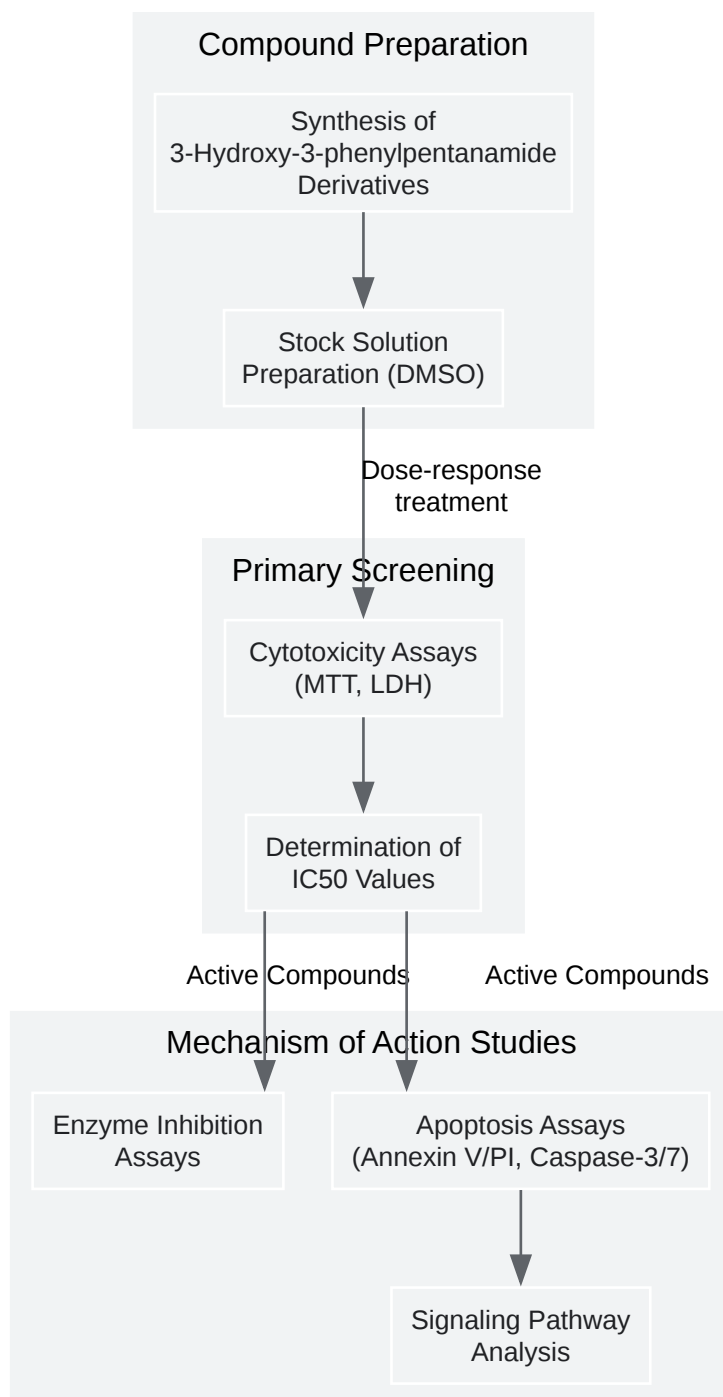 Compound Preparation
Synthesis of
3-Hydroxy-3-phenylpentanamide
Derivatives
Stock Solution
Preparation (DMSO)
Dose-response
treatment
Primary Screening
Cytotoxicity Assays
(MTT, LDH)
Determination of
IC50 Values
Active Compounds
Active Compounds
Mechanism of Action Studies
Enzyme Inhibition
Assays
Apoptosis Assays
(Annexin V/PI, Caspase-3/7)
Signaling Pathway
Analysis